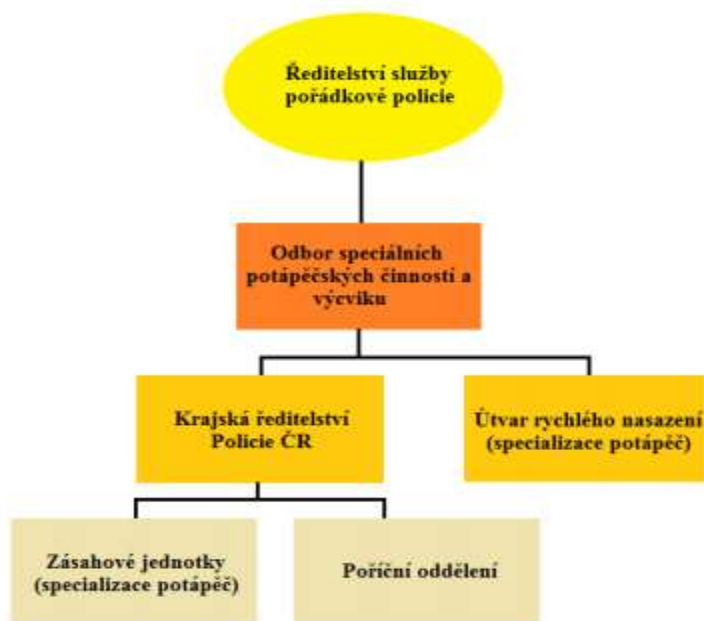 Ředitelství služby
pořádkové policie
Odbor speciálních
potápěčských činností a
výcviku
Krajská ředitelství
Policie ČR
Útvar rychlého nasazení
(specializace potápěč)
Zásahové jednotky
(specializace potápěč)
Poříční oddělení